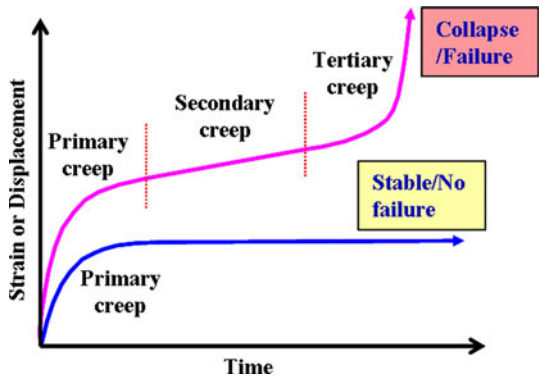 Collapse
/Failure
Tertiary
creep
Secondary
creep
Primary
creep
Stable/No
failure
Primary
creep
Strain or Displacement
Time